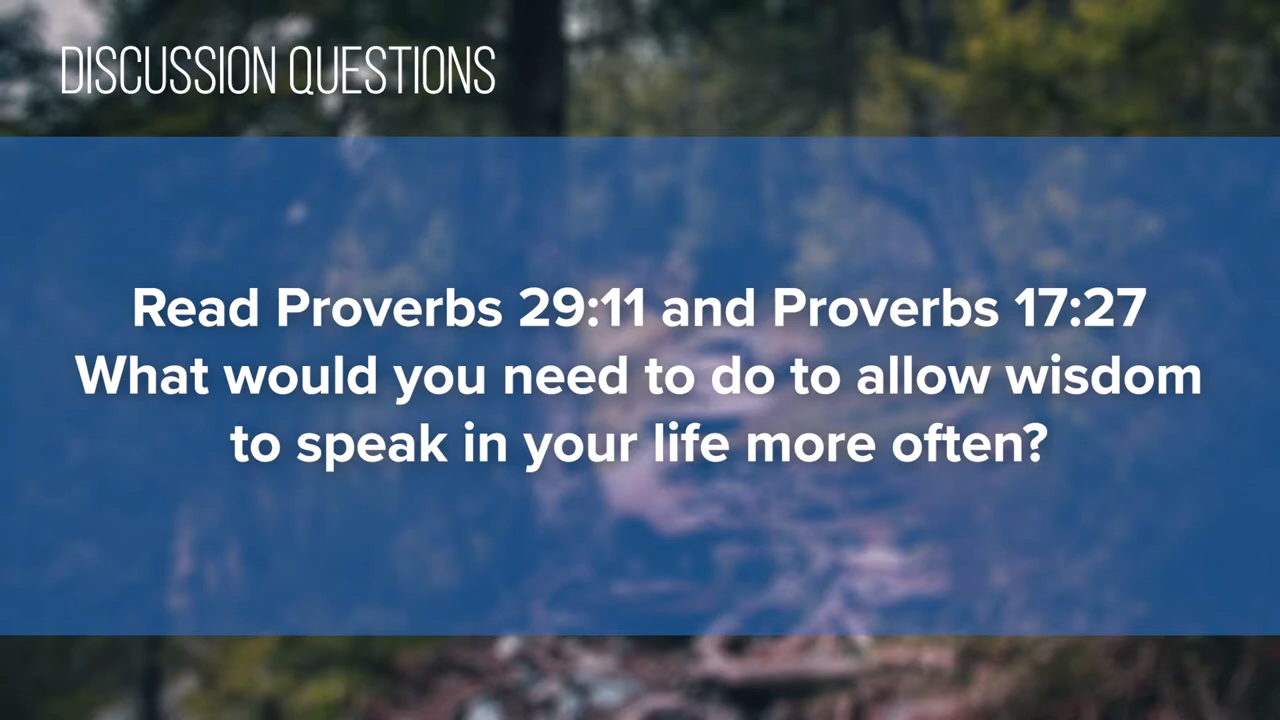 DISCUSSION QUESTIONS
Read Proverbs 29:11 and Proverbs 17:27
What would you need to do to allow wisdom
to speak in your life more often?